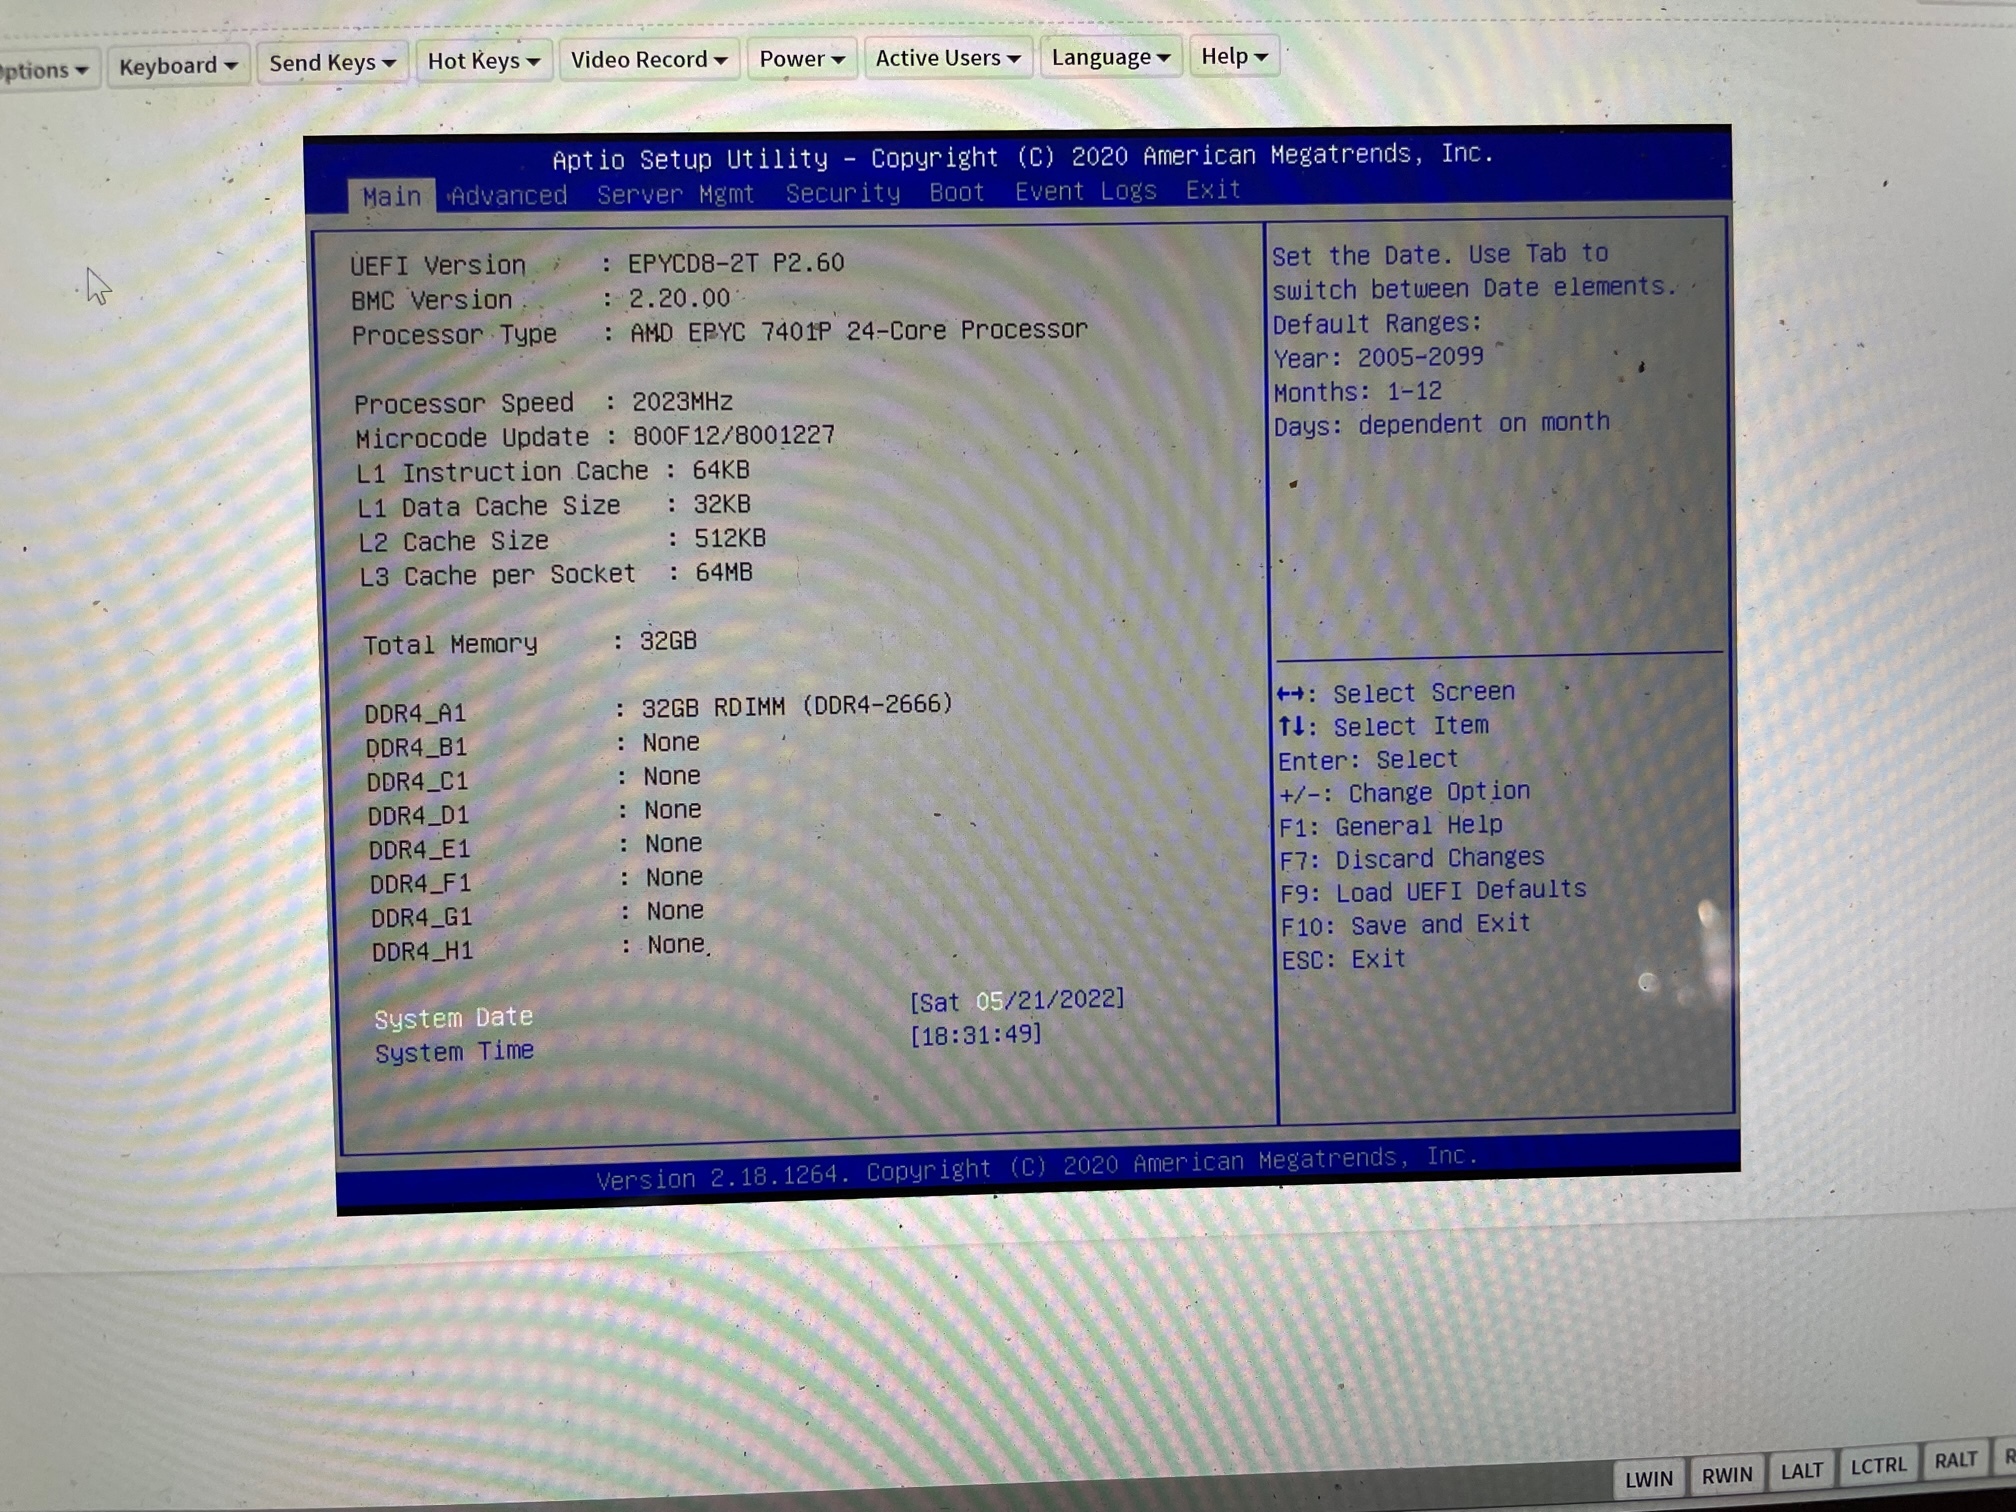 Keyboard Send Keys Hot Keys Video Record Power Active Users Language Help
Aptio Setup Utility – Copyright (C) 2020 American Megatrends, Inc.
Main Advanced Server Mgmt Security Boot Event Logs Exit
UEFI Version : EPYCD8-2T P2.60
BMC Version : 2.20.00
Processor Type : AMD EPYC 7401P 24-Core Processor
Processor Speed : 2023MHz
Microcode Update : 800F12/8001227
L1 Instruction Cache : 64KB
L1 Data Cache Size : 32KB
L2 Cache Size : 512KB
L3 Cache per Socket : 64MB
Total Memory : 32GB
DDR4_A1 : 32GB RDIMM (DDR4-2666)
DDR4_B1 : None
DDR4_C1 : None
DDR4_D1 : None
DDR4_E1 : None
DDR4_F1 : None
DDR4_G1 : None
DDR4_H1 : None
System Date [Sat 05/21/2022]
System Time [18:31:49]
Set the Date. Use Tab to
switch between Date elements.
Default Ranges:
Year: 2005-2099
Months: 1-12
Days: dependent on month
↔: Select Screen
↑↓: Select Item
Enter: Select
+/-: Change Option
F1: General Help
F7: Discard Changes
F9: Load UEFI Defaults
F10: Save and Exit
ESC: Exit
Version 2.18.1264. Copyright (C) 2020 American Megatrends, Inc.
LWIN RWIN LALT LCTRL RALT